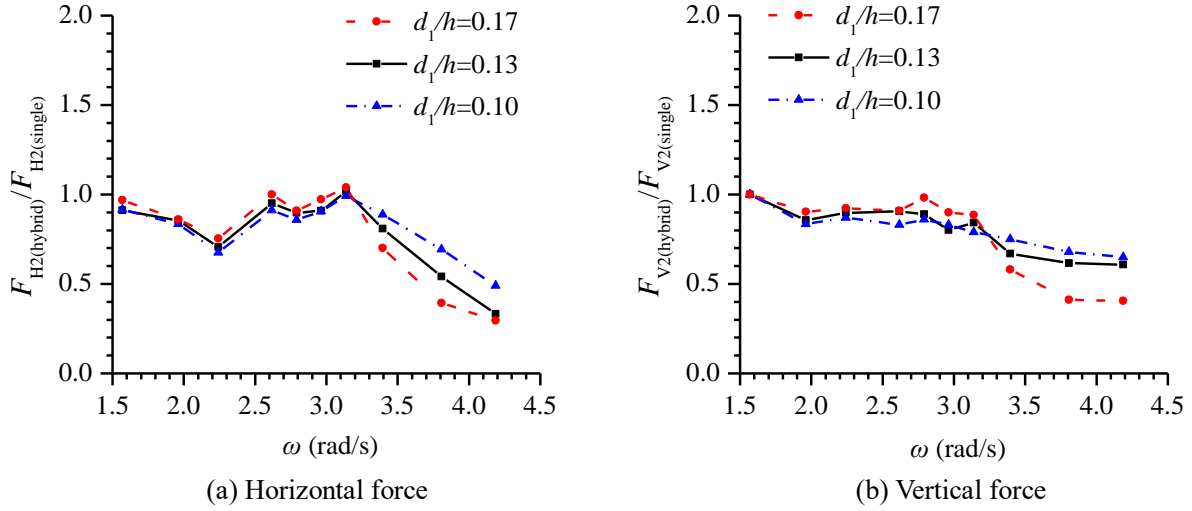 d₁/h=0.17
d₁/h=0.13
d₁/h=0.10
2.0
1.5
1.0
0.5
0.0
F_H2(hybrid)/F_H2(single)
1.5 2.0 2.5 3.0 3.5 4.0 4.5
ω (rad/s)
(a) Horizontal force
d₁/h=0.17
d₁/h=0.13
d₁/h=0.10
2.0
1.5
1.0
0.5
0.0
F_V2(hybrid)/F_V2(single)
1.5 2.0 2.5 3.0 3.5 4.0 4.5
ω (rad/s)
(b) Vertical force